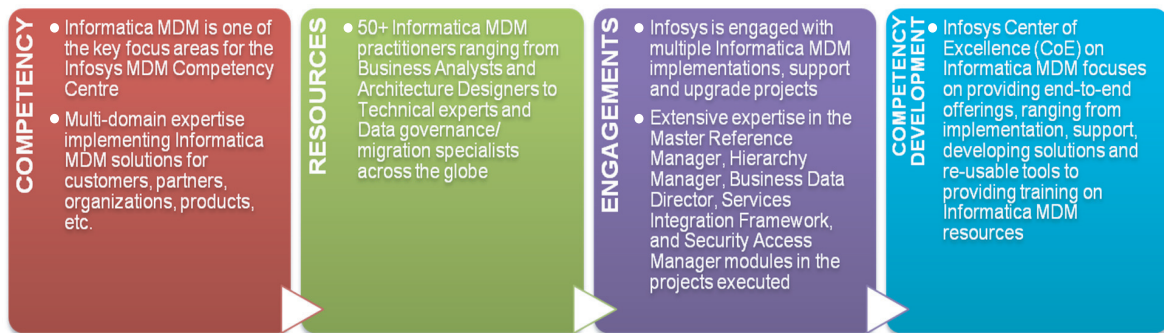 COMPETENCY
• Informatica MDM is one of
the key focus areas for the
Infosys MDM Competency
Centre
• Multi-domain expertise
implementing Informatica
MDM solutions for
customers, partners,
organizations, products,
etc.
RESOURCES
• 50+ Informatica MDM
practitioners ranging from
Business Analysts and
Architecture Designers to
Technical experts and
Data governance/
migration specialists
across the globe
ENGAGEMENTS
• Infosys is engaged with
multiple Informatica MDM
implementations, support
and upgrade projects
• Extensive expertise in the
Master Reference
Manager, Hierarchy
Manager, Business Data
Director, Services
Integration Framework,
and Security Access
Manager modules in the
projects executed
COMPETENCY
DEVELOPMENT
• Infosys Center of
Excellence (CoE) on
Informatica MDM focuses
on providing end-to-end
offerings, ranging from
implementation, support,
developing solutions and
re-usable tools to
providing training on
Informatica MDM
resources